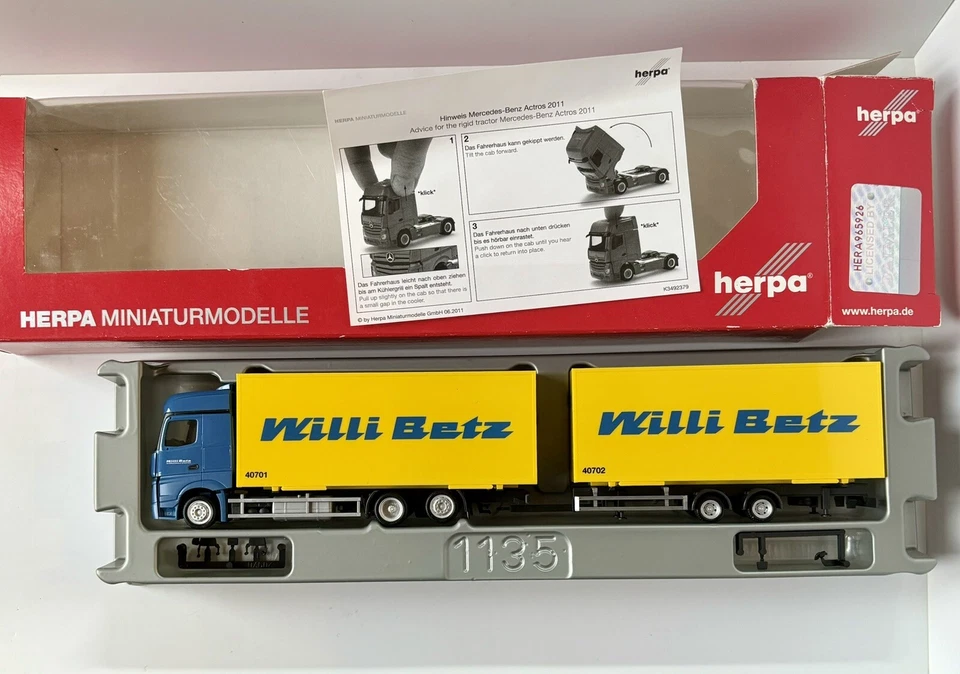 herpa®
HERPA MINIATURMODELLE
Hinweis Mercedes-Benz Actros 2011
Advice for the rigid tractor Mercedes-Benz Actros 2011
1
*klick*
Das Fahrerhaus leicht nach oben ziehen
bis am Kühlergrill ein Spalt entsteht.
Pull up slightly on the cab so that there is
a small gap in the cooler.
2
Das Fahrerhaus kann gekippt werden.
Tilt the cab forward.
3
Das Fahrerhaus nach unten drücken
bis es hörbar einrastet.
Push down on the cab until you hear
a click to return into place.
*klick*
© by Herpa Miniaturmodelle GmbH 06.2011
K3492379
herpa®
HERA965926
LICENSED BY
www.herpa.de
herpa®
HERPA MINIATURMODELLE
Willi Betz
40701
Willi Betz
40702
1135